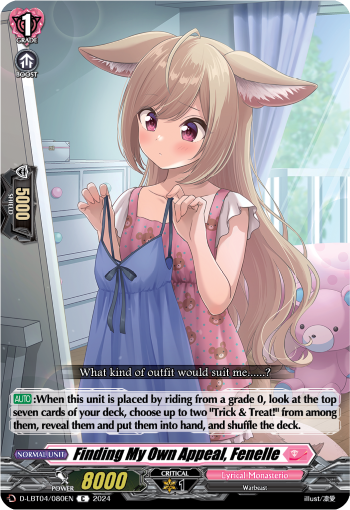 1
GRADE
BOOST
5000
SHIELD
What kind of outfit would suit me......?
AUTO:When this unit is placed by riding from a grade 0, look at the top
seven cards of your deck, choose up to two "Trick & Treat!" from among
them, reveal them and put them into hand, and shuffle the deck.
NORMAL UNIT
Finding My Own Appeal, Fenelle
POWER 8000
CRITICAL
1
Lyrical Monasterio
Warbeast
D-LBT04/080EN C 2024
illust/凛愛